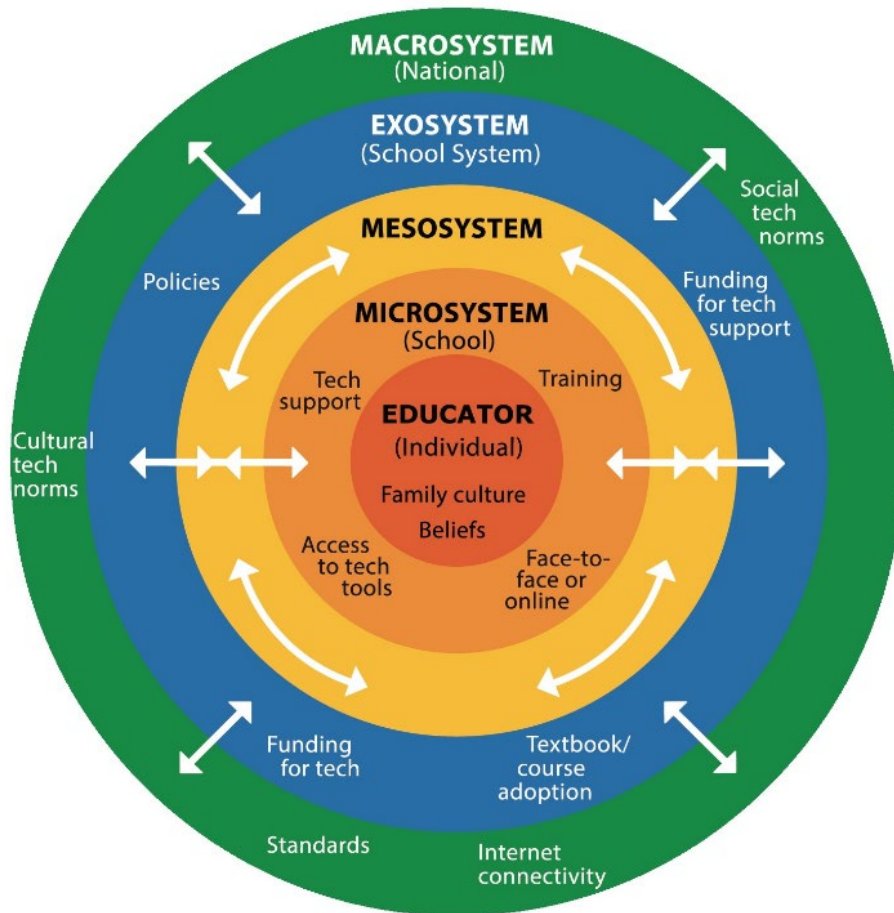 MACROSYSTEM
(National)
EXOSYSTEM
(School System)
Social
tech
norms
MESOSYSTEM
Policies
Funding
for tech
support
MICROSYSTEM
(School)
Tech
support
Training
EDUCATOR
(Individual)
Cultural
tech
norms
Family culture
Beliefs
Access
to tech
tools
Face-to-
face or
online
Funding
for tech
Textbook/
course
adoption
Standards
Internet
connectivity